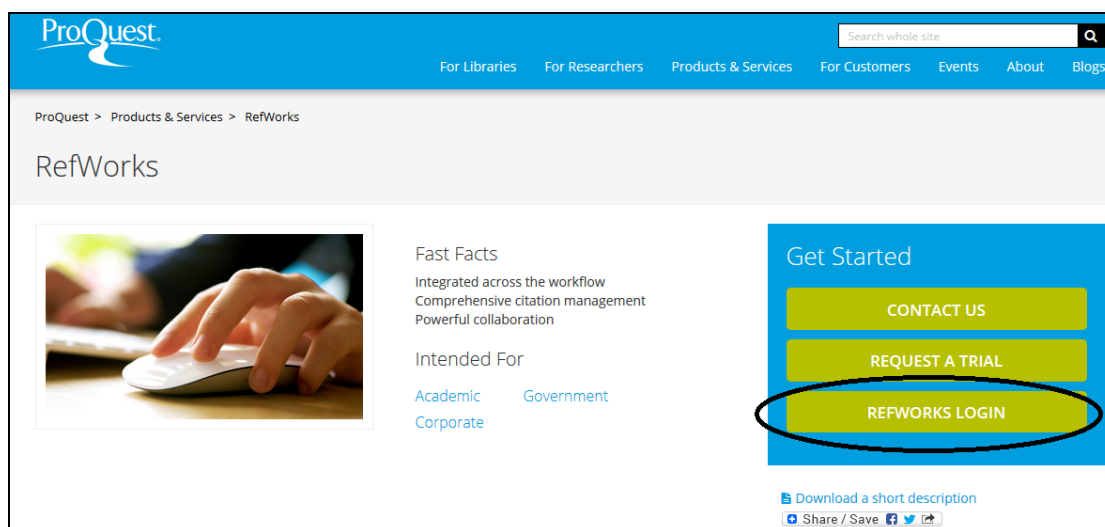 ProQuest.
Search whole site
For Libraries For Researchers Products & Services For Customers Events About Blogs
ProQuest > Products & Services > RefWorks
RefWorks
Fast Facts
Integrated across the workflow
Comprehensive citation management
Powerful collaboration
Intended For
Academic Government
Corporate
Get Started
CONTACT US
REQUEST A TRIAL
REFWORKS LOGIN
Download a short description
Share / Save